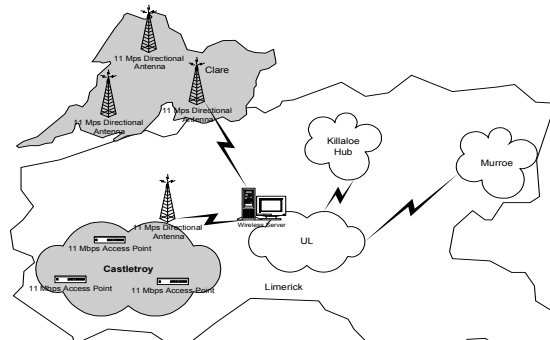 11 Mps Directional
Antenna
Clare
11 Mps Directional
Antenna
11 Mps Directional
Antenna
Killaloe
Hub
Murroe
11 Mps Directional
Antenna
Wireless Server
UL
11 Mbps Access Point
Castletroy
11 Mbps Access Point
11 Mbps Access Point
Limerick